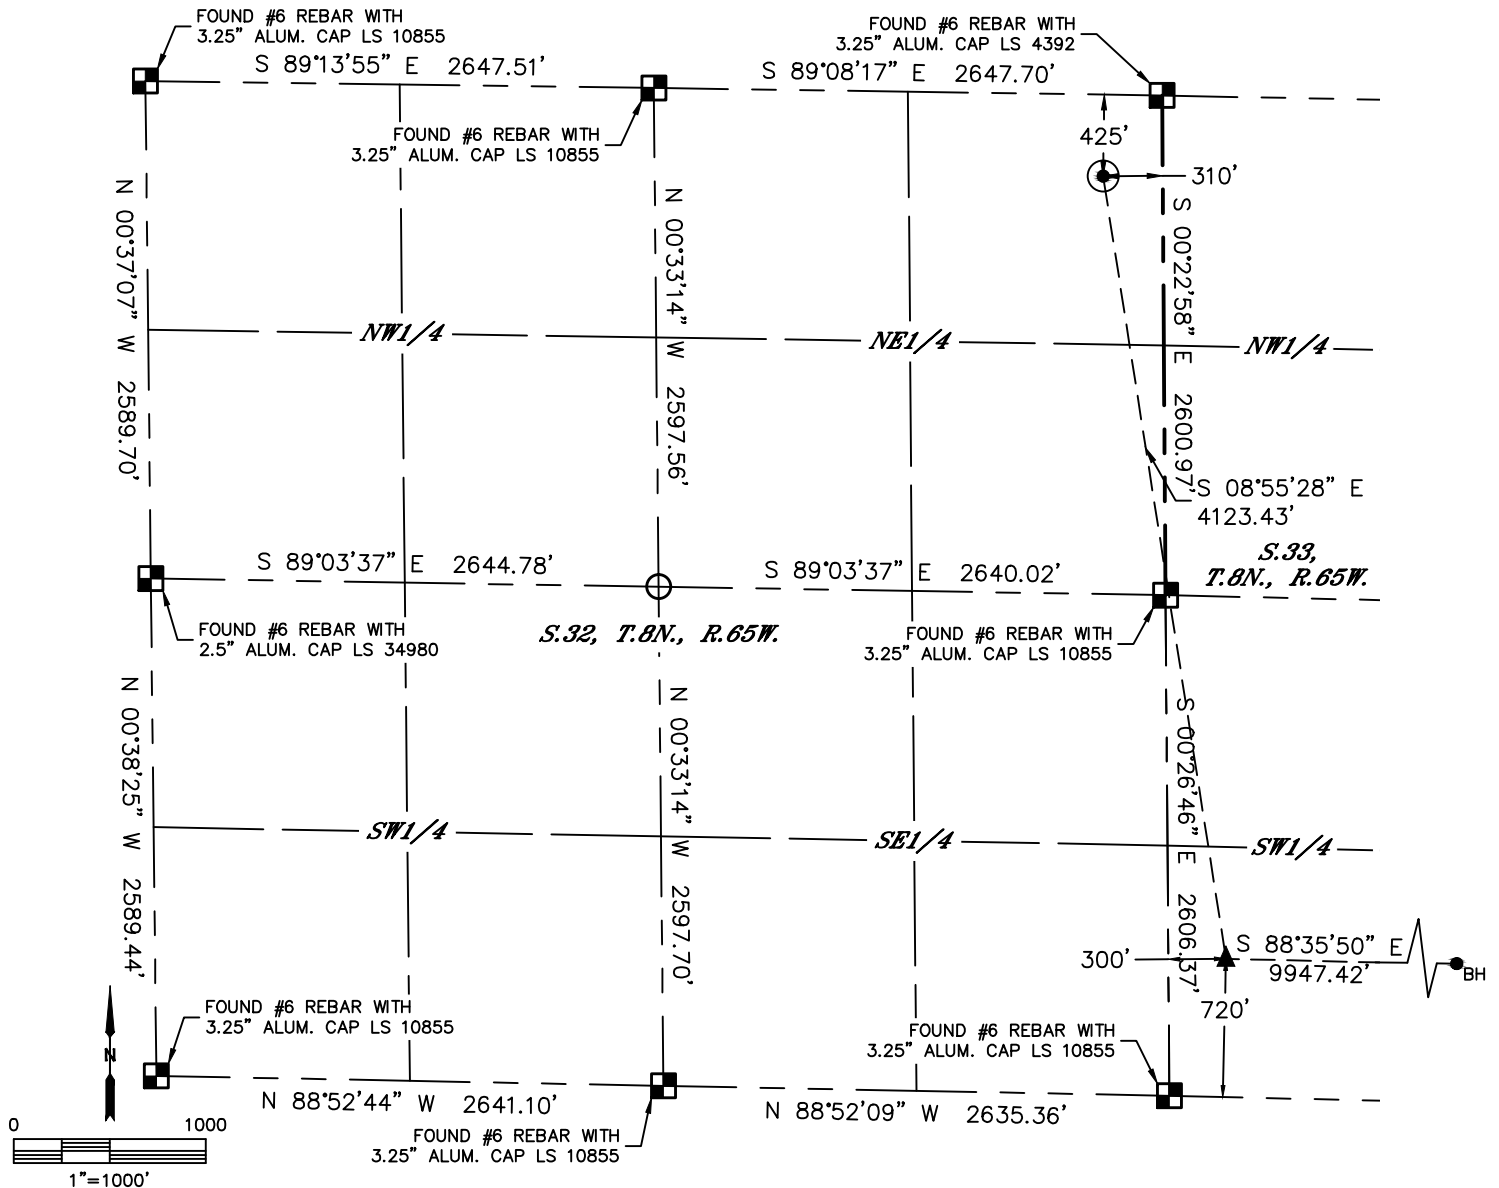 FOUND #6 REBAR WITH
3.25" ALUM. CAP LS 10855
S 89°13'55" E 2647.51'
FOUND #6 REBAR WITH
3.25" ALUM. CAP LS 4392
S 89°08'17" E 2647.70'
FOUND #6 REBAR WITH
3.25" ALUM. CAP LS 10855
425'
310'
N 00°37'07" W 2589.70'
N 00°33'14" W 2597.56'
S 00°22'58" E 2600.97'
NW1/4
NE1/4
NW1/4
S 08°55'28" E
4123.43'
S 89°03'37" E 2644.78'
S 89°03'37" E 2640.02'
S.33,
T.8N., R.65W.
FOUND #6 REBAR WITH
2.5" ALUM. CAP LS 34980
S.32, T.8N., R.65W.
FOUND #6 REBAR WITH
3.25" ALUM. CAP LS 10855
N 00°38'25" W 2589.44'
N 00°33'14" W 2597.70'
S 00°26'46" E 2606.37'
SW1/4
SE1/4
SW1/4
300'
S 88°35'50" E
9947.42'
BH
720'
FOUND #6 REBAR WITH
3.25" ALUM. CAP LS 10855
FOUND #6 REBAR WITH
3.25" ALUM. CAP LS 10855
N
N 88°52'44" W 2641.10'
N 88°52'09" W 2635.36'
FOUND #6 REBAR WITH
3.25" ALUM. CAP LS 10855
0 1000
1"=1000'